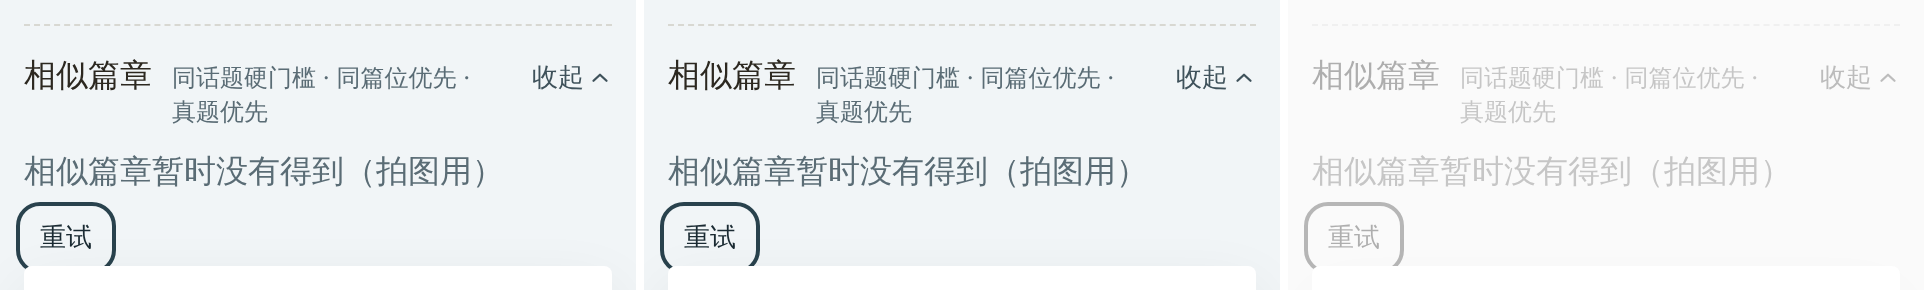 相似篇章 同话题硬门槛 · 同篇位优先 · 收起
真题优先
相似篇章暂时没有得到（拍图用）
重试
相似篇章 同话题硬门槛 · 同篇位优先 · 收起
真题优先
相似篇章暂时没有得到（拍图用）
重试
相似篇章 同话题硬门槛 · 同篇位优先 · 收起
真题优先
相似篇章暂时没有得到（拍图用）
重试